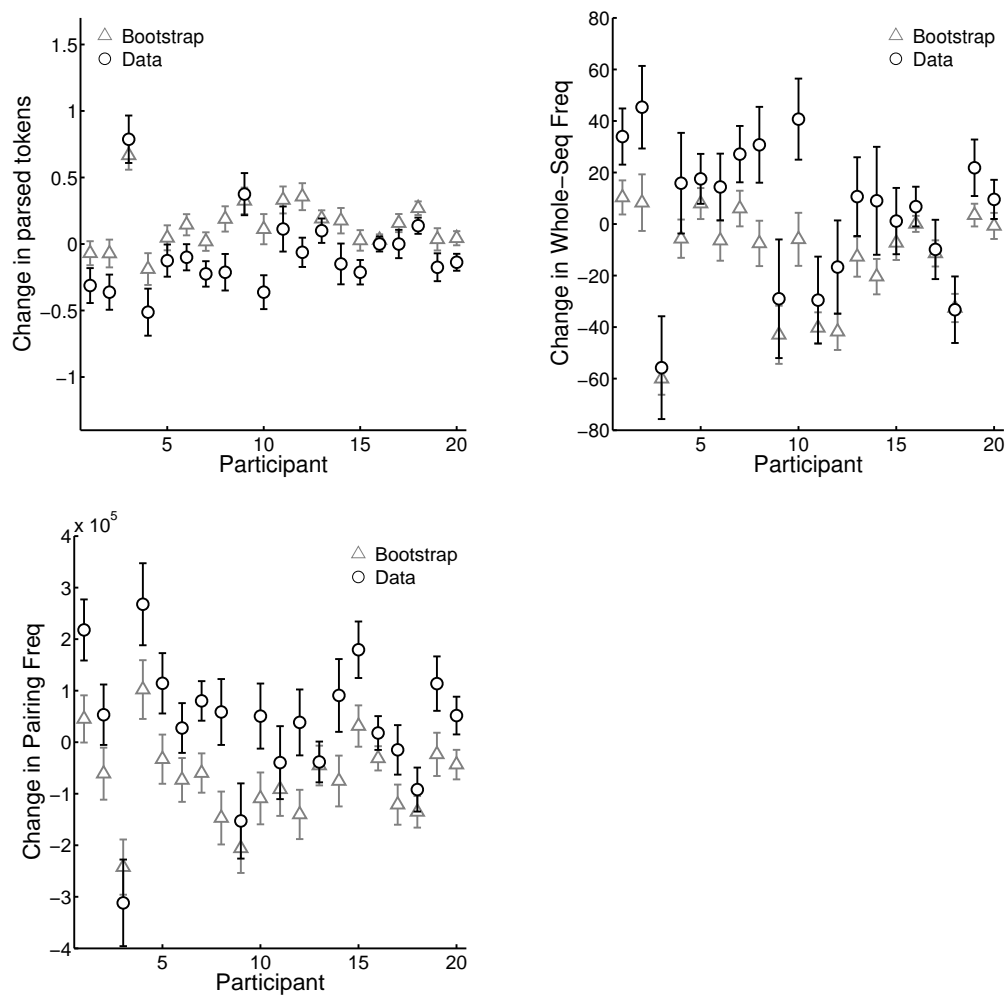 Bootstrap
Data
Change in parsed tokens
1.5
1
0.5
0
−0.5
−1
5
10
15
20
Participant
Bootstrap
Data
Change in Whole−Seq Freq
80
60
40
20
0
−20
−40
−60
−80
5
10
15
20
Participant
x 10^5
Bootstrap
Data
Change in Pairing Freq
4
3
2
1
0
−1
−2
−3
−4
5
10
15
20
Participant